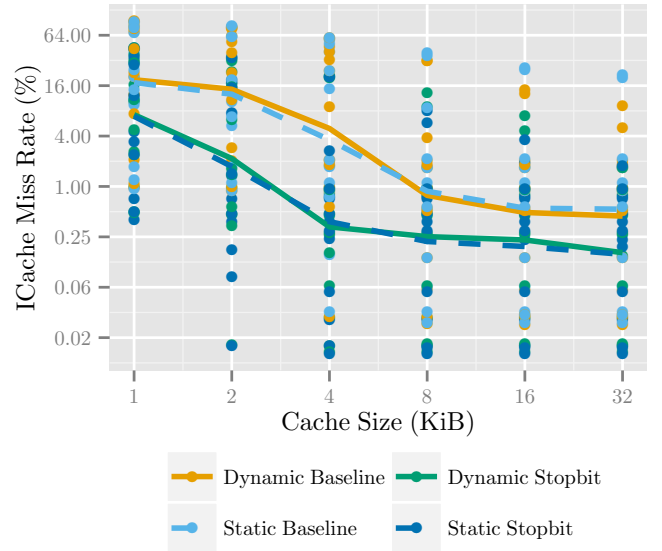 ICache Miss Rate (%)
64.00
16.00
4.00
1.00
0.25
0.06
0.02
1 2 4 8 16 32
Cache Size (KiB)
Dynamic Baseline Dynamic Stopbit
Static Baseline Static Stopbit